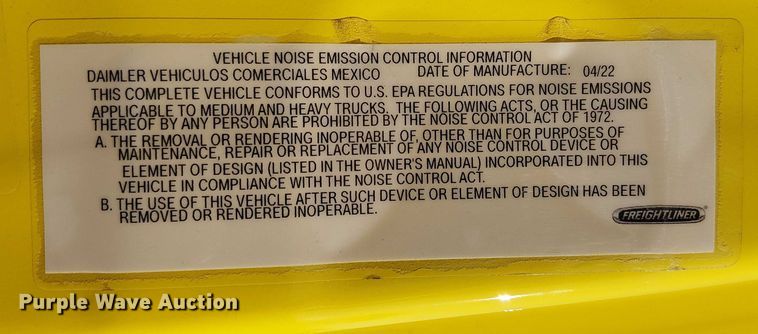 VEHICLE NOISE EMISSION CONTROL INFORMATION
DAIMLER VEHICULOS COMERCIALES MEXICO DATE OF MANUFACTURE: 04/22
THIS COMPLETE VEHICLE CONFORMS TO U.S. EPA REGULATIONS FOR NOISE EMISSIONS
APPLICABLE TO MEDIUM AND HEAVY TRUCKS. THE FOLLOWING ACTS, OR THE CAUSING
THEREOF BY ANY PERSON ARE PROHIBITED BY THE NOISE CONTROL ACT OF 1972.
A. THE REMOVAL OR RENDERING INOPERABLE OF, OTHER THAN FOR PURPOSES OF
MAINTENANCE, REPAIR OR REPLACEMENT OF ANY NOISE CONTROL DEVICE OR
ELEMENT OF DESIGN (LISTED IN THE OWNER'S MANUAL) INCORPORATED INTO THIS
VEHICLE IN COMPLIANCE WITH THE NOISE CONTROL ACT.
B. THE USE OF THIS VEHICLE AFTER SUCH DEVICE OR ELEMENT OF DESIGN HAS BEEN
REMOVED OR RENDERED INOPERABLE.
FREIGHTLINER
Purple Wave Auction